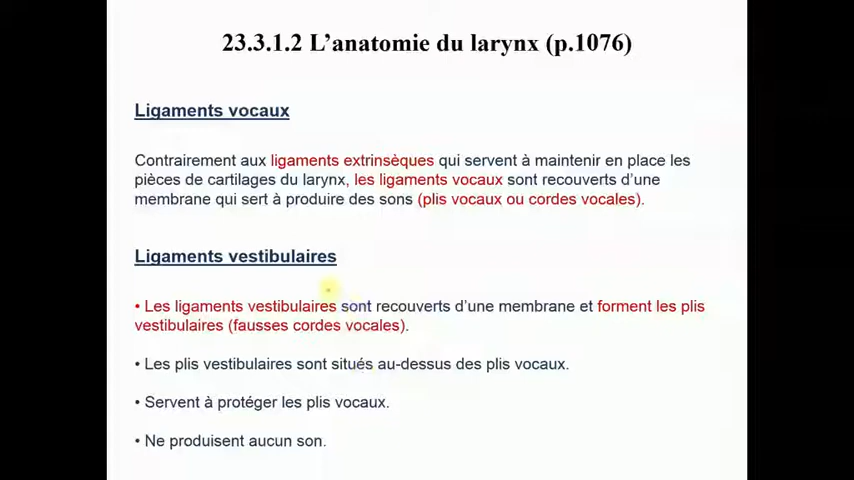 23.3.1.2 L’anatomie du larynx (p.1076)
Ligaments vocaux
Contrairement aux ligaments extrinsèques qui servent à maintenir en place les
pièces de cartilages du larynx, les ligaments vocaux sont recouverts d’une
membrane qui sert à produire des sons (plis vocaux ou cordes vocales).
Ligaments vestibulaires
• Les ligaments vestibulaires sont recouverts d’une membrane et forment les plis
vestibulaires (fausses cordes vocales).
• Les plis vestibulaires sont situés au-dessus des plis vocaux.
• Servent à protéger les plis vocaux.
• Ne produisent aucun son.